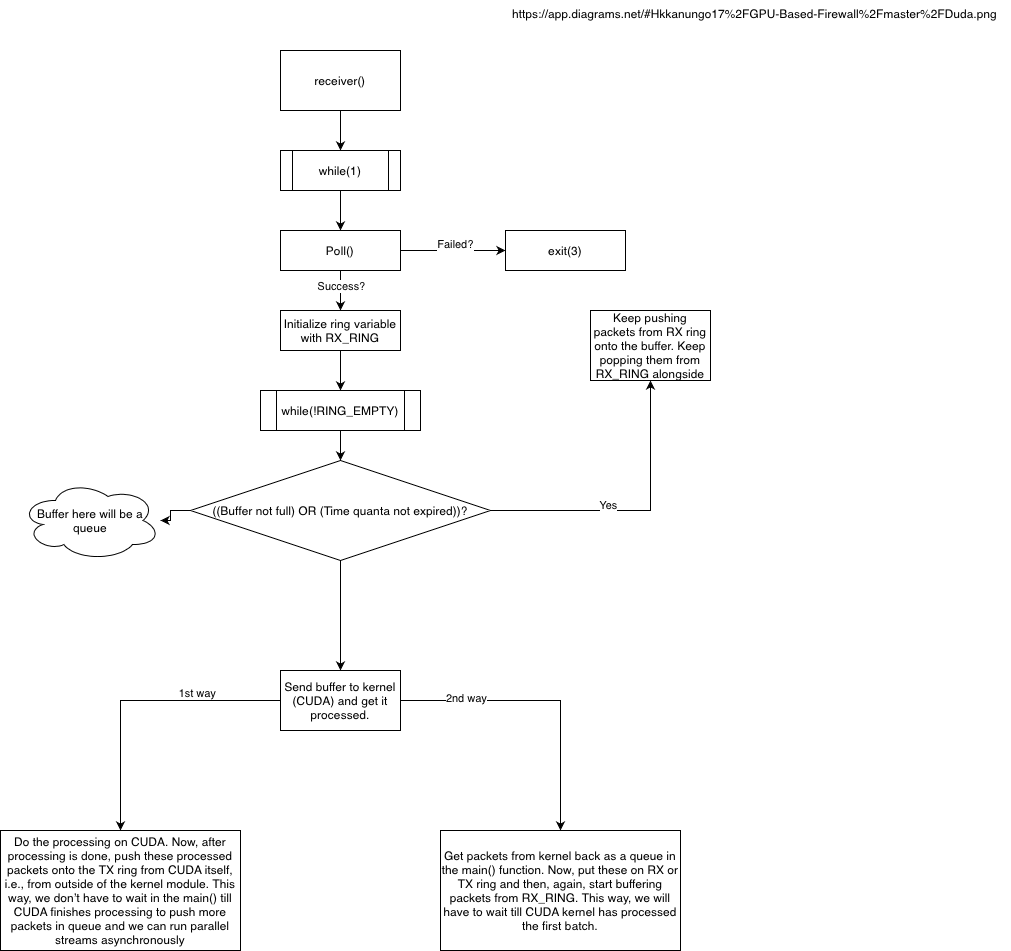 https://app.diagrams.net/#Hkkanungo17%2FGPU-Based-Firewall%2Fmaster%2FDuda.png
receiver()
while(1)
Poll()
Failed?
exit(3)
Success?
Initialize ring variable
with RX_RING
Keep pushing
packets from RX ring
onto the buffer. Keep
popping them from
RX_RING alongside
while(!RING_EMPTY)
((Buffer not full) OR (Time quanta not expired))?
Yes
Buffer here will be a
queue
Send buffer to kernel
(CUDA) and get it
processed.
1st way
2nd way
Do the processing on CUDA. Now, after
processing is done, push these processed
packets onto the TX ring from CUDA itself,
i.e., from outside of the kernel module. This
way, we don't have to wait in the main() till
CUDA finishes processing to push more
packets in queue and we can run parallel
streams asynchronously
Get packets from kernel back as a queue in
the main() function. Now, put these on RX or
TX ring and then, again, start buffering
packets from RX_RING. This way, we will
have to wait till CUDA kernel has processed
the first batch.